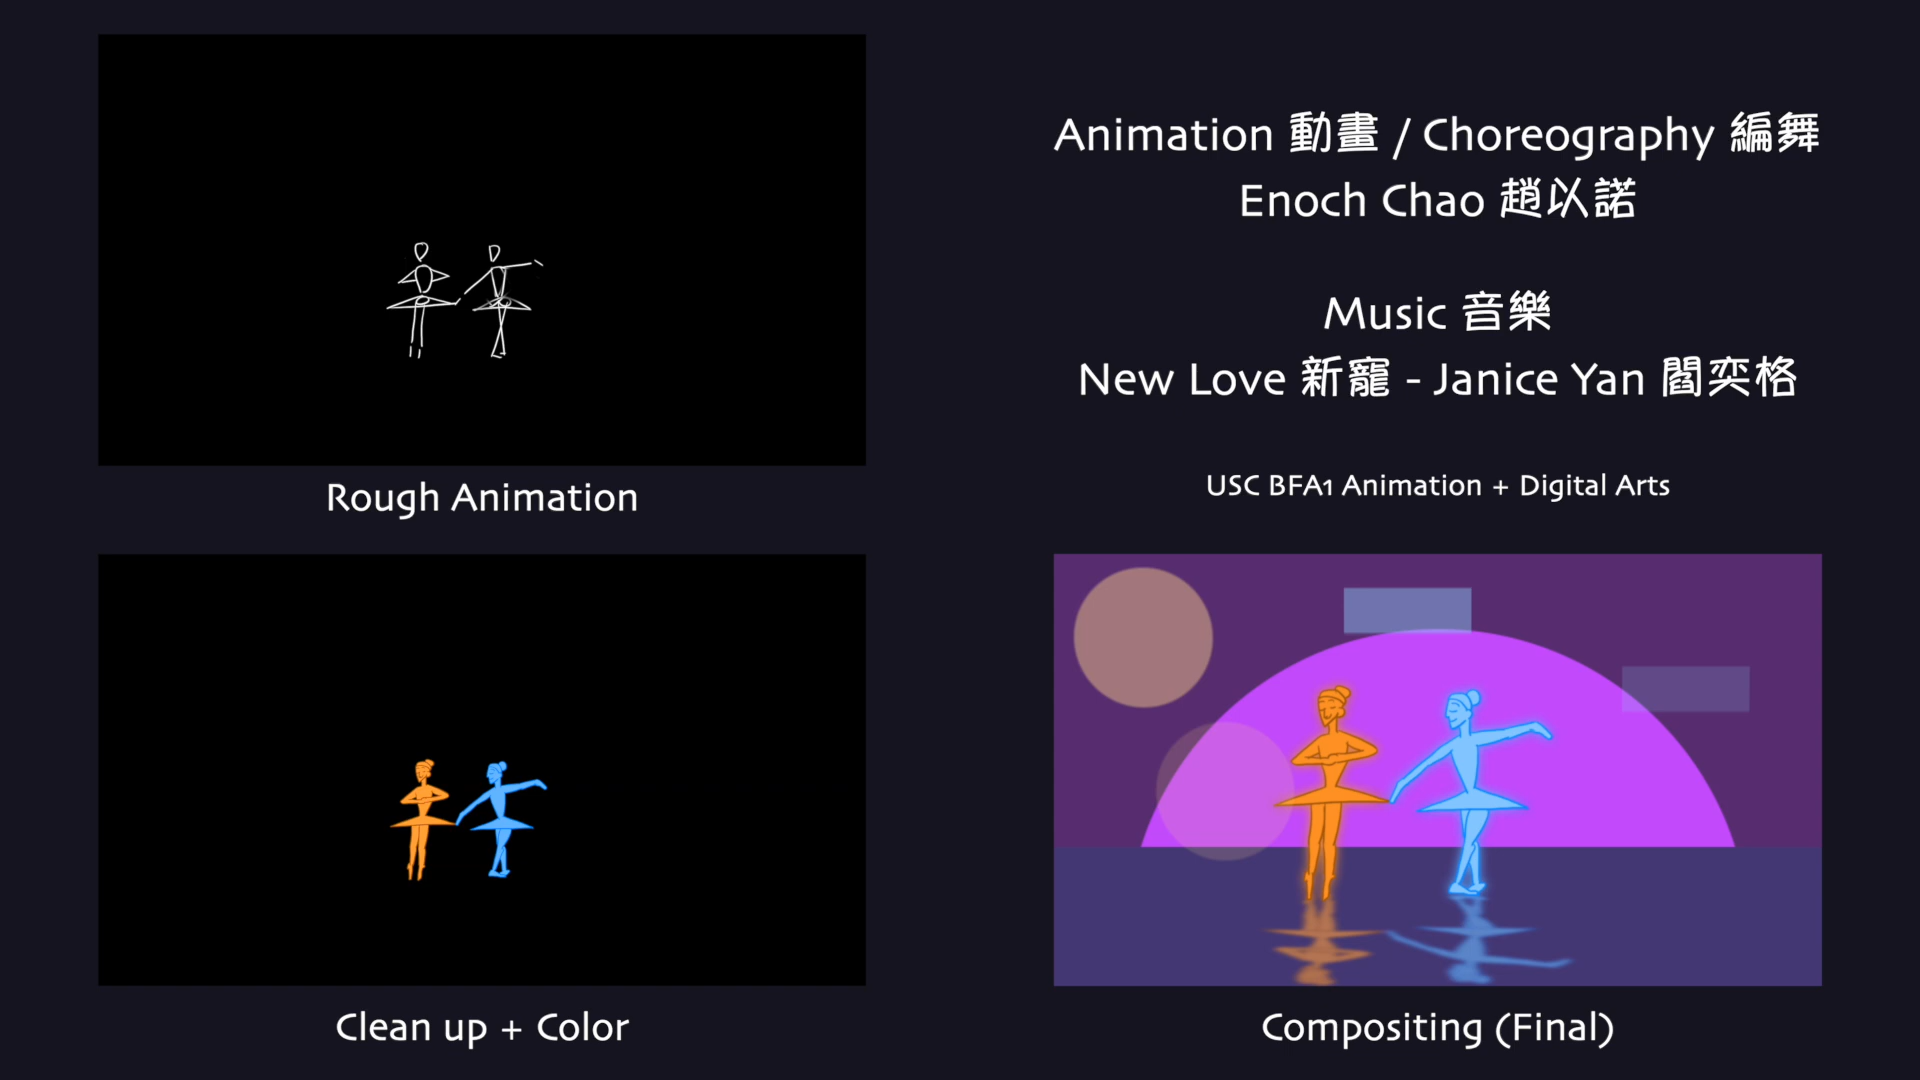 Animation 動畫 / Choreography 編舞
Enoch Chao 趙以諾
Music 音樂
New Love 新寵 - Janice Yan 閻奕格
USC BFA1 Animation + Digital Arts
Rough Animation
Clean up + Color
Compositing (Final)